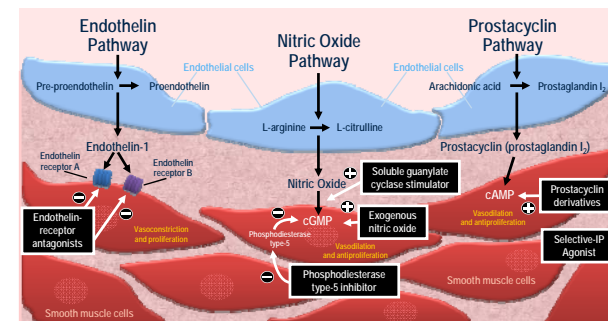 Endothelin
Pathway
Nitric Oxide
Pathway
Prostacyclin
Pathway
Endothelial cells
Endothelial cells
Pre-proendothelin
Proendothelin
L-arginine
L-citrulline
Arachidonic acid
Prostaglandin I2
Endothelin-1
Endothelin
receptor A
Endothelin
receptor B
Prostacyclin (prostaglandin I2)
Nitric Oxide
cAMP
cGMP
Soluble guanylate
cyclase stimulator
Prostacyclin
derivatives
Vasodilation
and antiproliferation
Endothelin-
receptor
antagonists
Vasoconstriction
and proliferation
Exogenous
nitric oxide
Phosphodiesterase
type-5
Vasodilation
and antiproliferation
Selective-IP
Agonist
Phosphodiesterase
type-5 inhibitor
Smooth muscle cells
Smooth muscle cells